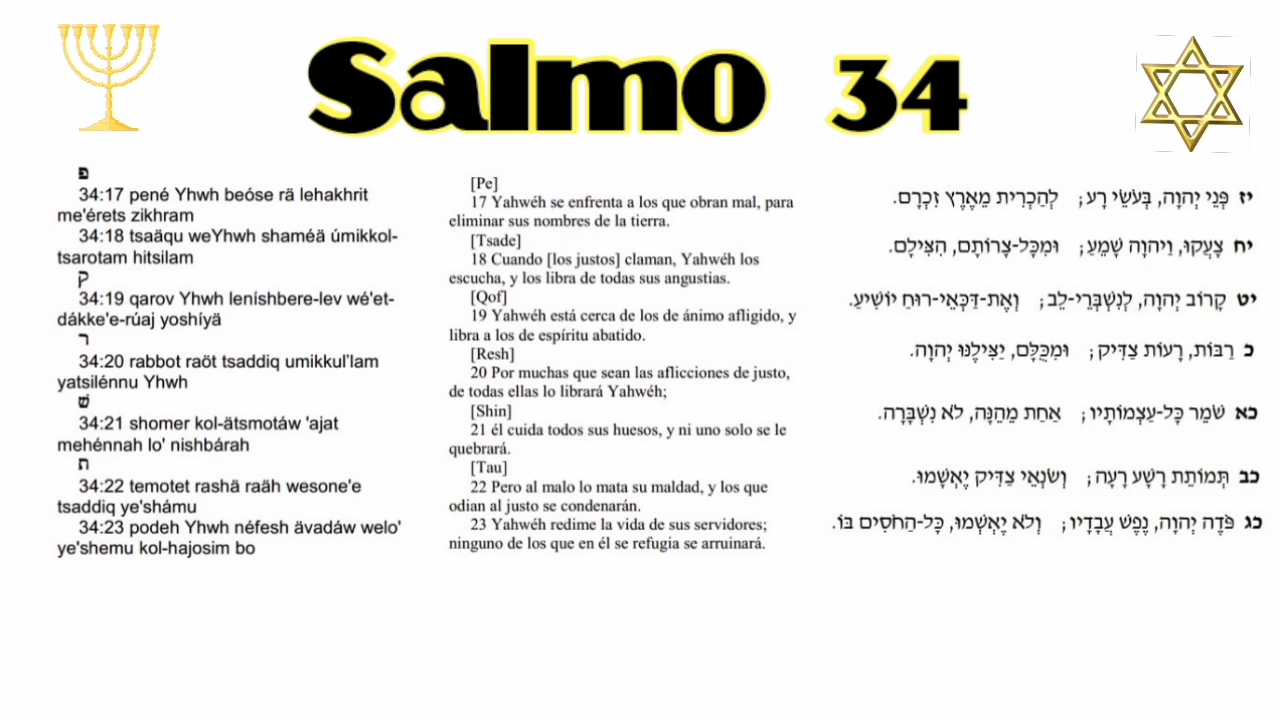 Salmo 34
פ
34:17 pené Yhwh beóse rä lehakhrit
me'érets zikhram
34:18 tsaäqu weYhwh shaméä úmikkol-
tsarotam hitsilam
ק
34:19 qarov Yhwh leníshbere-lev wé'et-
dákke'e-rúaj yoshíyä
ר
34:20 rabbot raöt tsaddiq umikkul'lam
yatsilénnu Yhwh
שׁ
34:21 shomer kol-ätsmotáw 'ajat
mehénnah lo' nishbárah
ת
34:22 temotet rashä raäh wesone'e
tsaddiq ye'shámu
34:23 podeh Yhwh néfesh ävadáw welo'
ye'shemu kol-hajosim bo
[Pe]
17 Yahwéh se enfrenta a los que obran mal, para
eliminar sus nombres de la tierra.
[Tsade]
18 Cuando [los justos] claman, Yahwéh los
escucha, y los libra de todas sus angustias.
[Qof]
19 Yahwéh está cerca de los de ánimo afligido, y
libra a los de espíritu abatido.
[Resh]
20 Por muchas que sean las aflicciones de justo,
de todas ellas lo librará Yahwéh;
[Shin]
21 él cuida todos sus huesos, y ni uno solo se le
quebrará.
[Tau]
22 Pero al malo lo mata su maldad, y los que
odian al justo se condenarán.
23 Yahwéh redime la vida de sus servidores;
ninguno de los que en él se refugia se arruinará.
יז פְּנֵי יְהוָה, בְּעֹשֵׂי רָע; לְהַכְרִית מֵאֶרֶץ זִכְרָם.
יח צָעֲקוּ, וַיהוָה שָׁמֵעַ; וּמִכָּל-צָרוֹתָם, הִצִּילָם.
יט קָרוֹב יְהוָה, לְנִשְׁבְּרֵי-לֵב; וְאֶת-דַּכְּאֵי-רוּחַ יוֹשִׁיעַ.
כ רַבּוֹת, רָעוֹת צַדִּיק; וּמִכֻּלָּם, יַצִּילֶנּוּ יְהוָה.
כא שֹׁמֵר כָּל-עַצְמוֹתָיו; אַחַת מֵהֵנָּה, לֹא נִשְׁבָּרָה.
כב תְּמוֹתֵת רָשָׁע רָעָה; וְשֹׂנְאֵי צַדִּיק יֶאְשָׁמוּ.
כג פֹּדֶה יְהוָה, נֶפֶשׁ עֲבָדָיו; וְלֹא יֶאְשְׁמוּ, כָּל-הַחֹסִים בּוֹ.